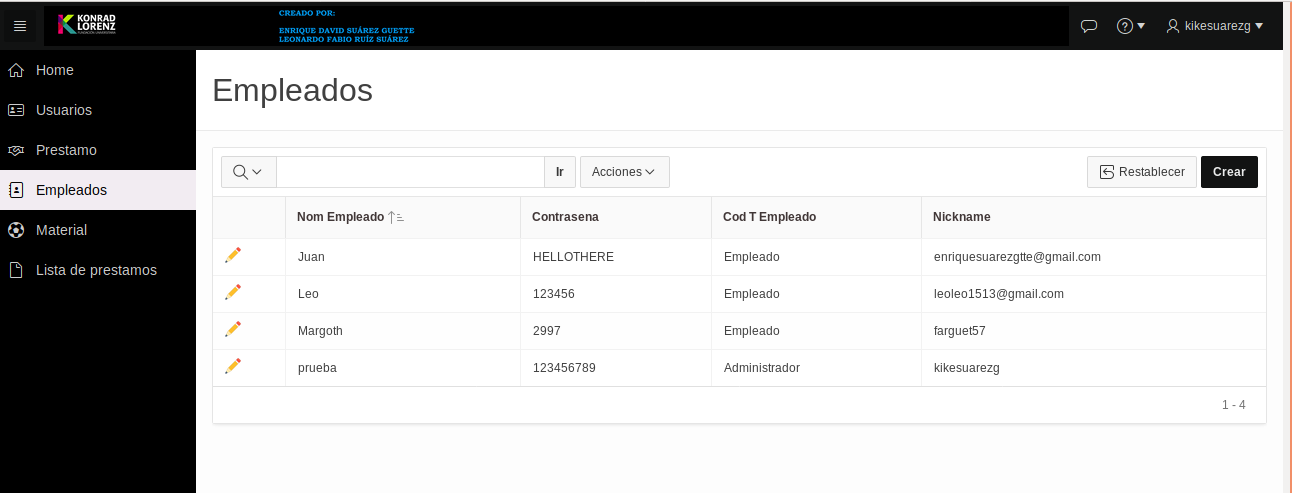 KONRAD
LORENZ
CREADO POR:
ENRIQUE DAVID SUÁREZ GUETTE
LEONARDO FABIO RUÍZ SUÁREZ
kikesuarezg
Home
Usuarios
Prestamo
Empleados
Material
Lista de prestamos
Empleados
Ir Acciones Restablecer Crear
Nom Empleado Contrasena Cod T Empleado Nickname
Juan HELLOTHERE Empleado enriquesuarezgtte@gmail.com
Leo 123456 Empleado leoleo1513@gmail.com
Margoth 2997 Empleado farguet57
prueba 123456789 Administrador kikesuarezg
1 - 4